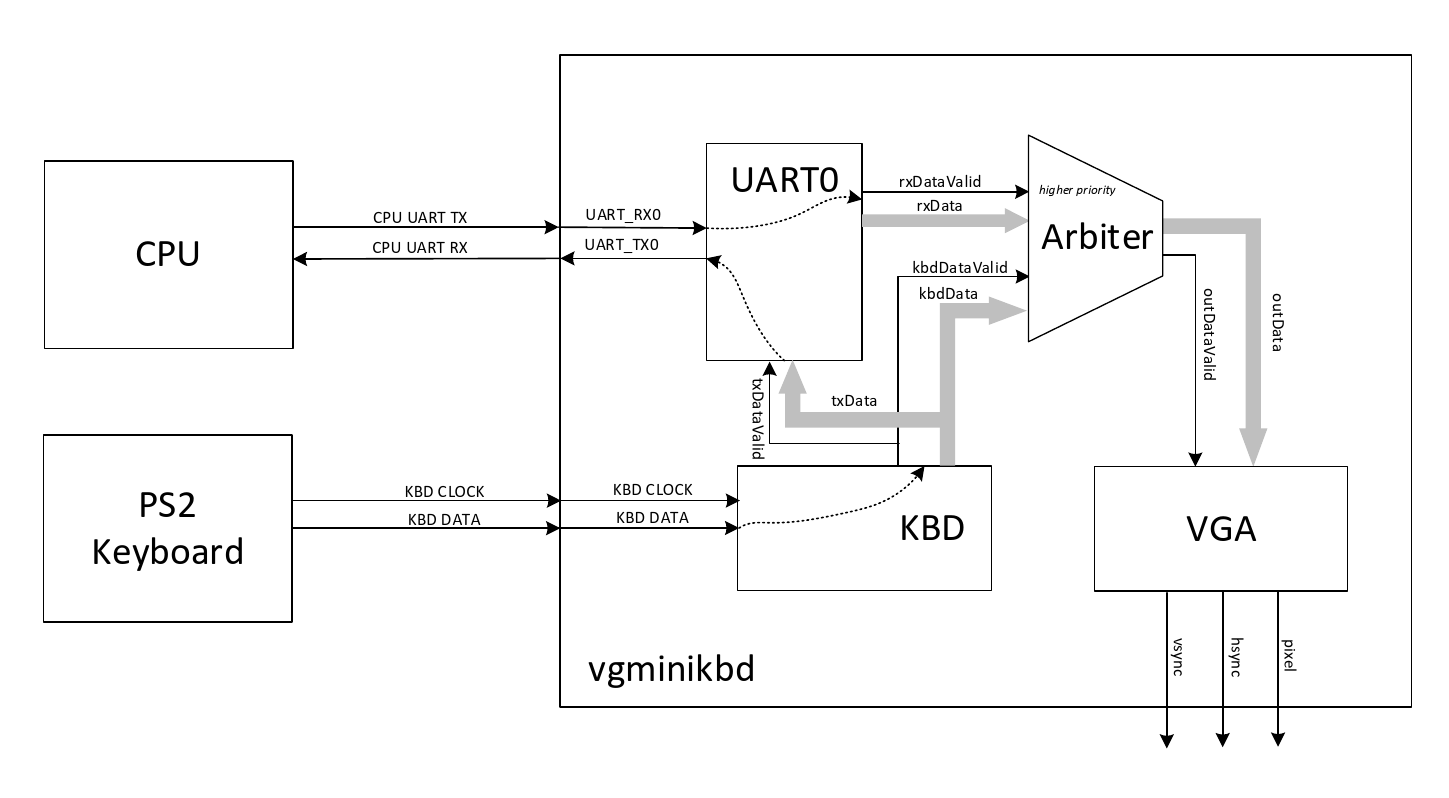 UART0
rxDataValid
higher priority
rxData
CPU UART TX
UART_RX0
CPU
Arbiter
CPU UART RX
UART_TX0
kbdDataValid
kbdData
outDataValid
outData
txDataValid
txData
PS2
Keyboard
KBD CLOCK
KBD CLOCK
KBD DATA
KBD DATA
KBD
VGA
vsync
hsync
pixel
vgminikbd